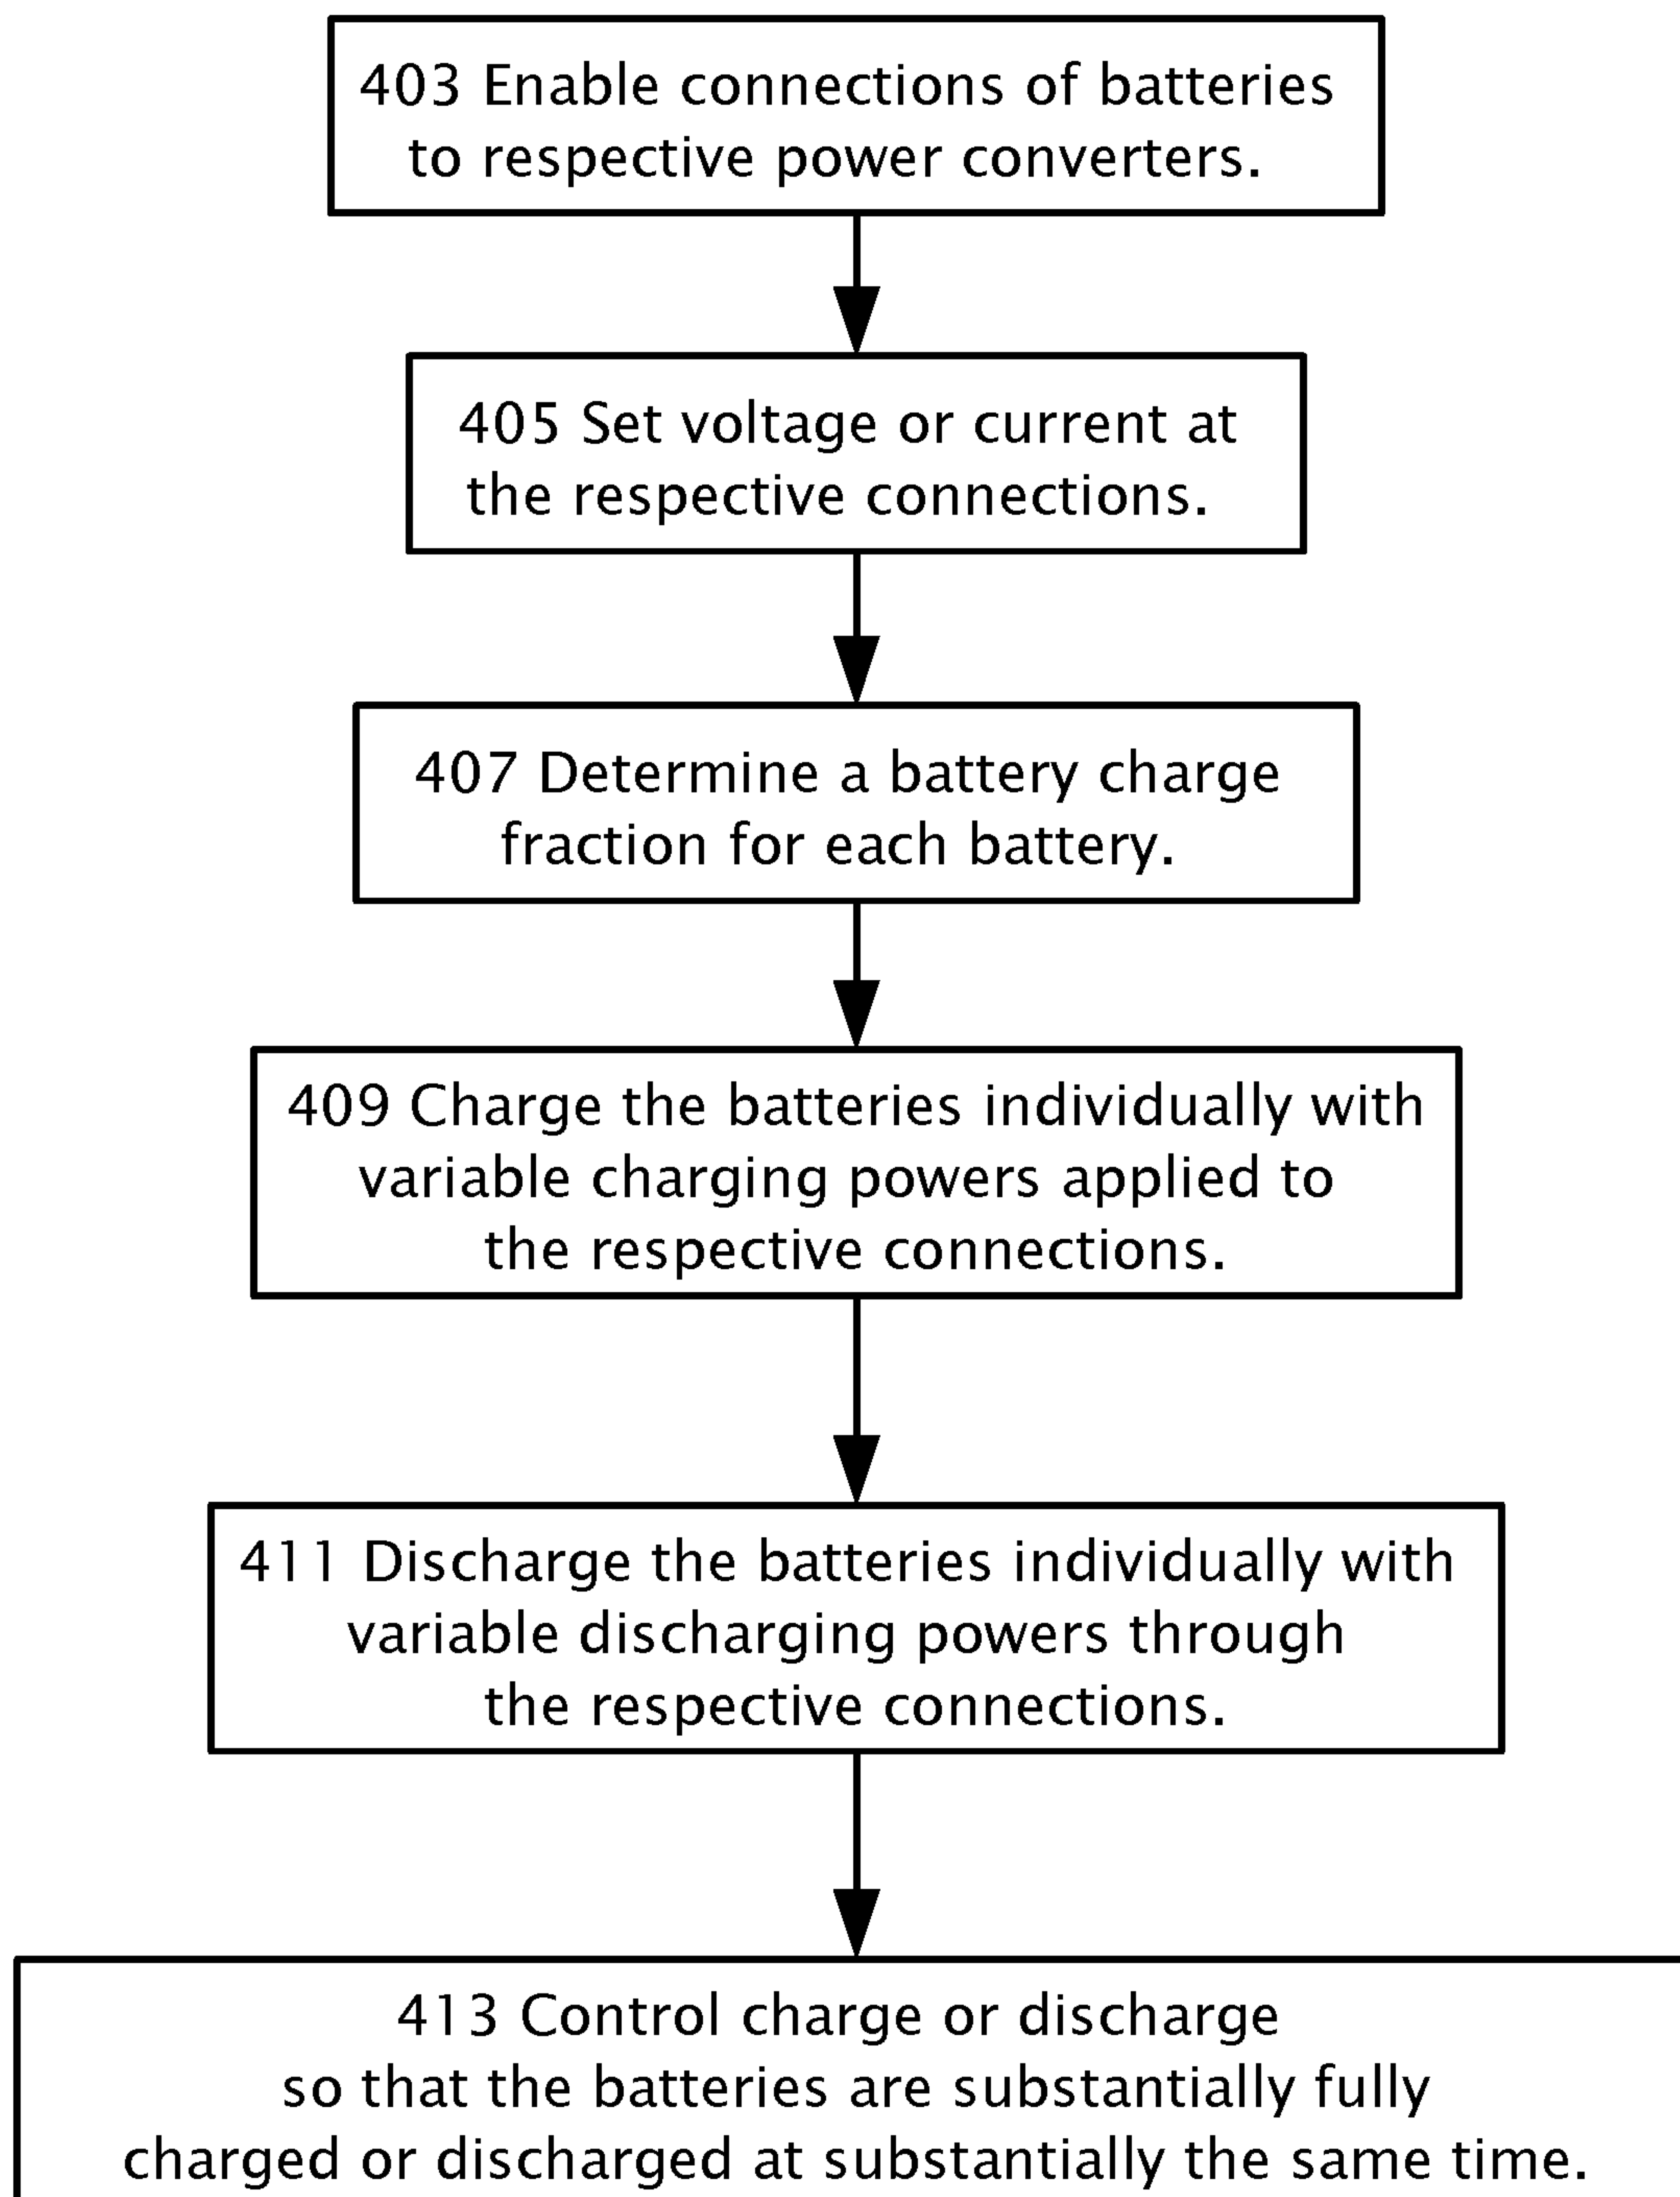 403 Enable connections of batteries
to respective power converters.
405 Set voltage or current at
the respective connections.
407 Determine a battery charge
fraction for each battery.
409 Charge the batteries individually with
variable charging powers applied to
the respective connections.
411 Discharge the batteries individually with
variable discharging powers through
the respective connections.
413 Control charge or discharge
so that the batteries are substantially fully
charged or discharged at substantially the same time.